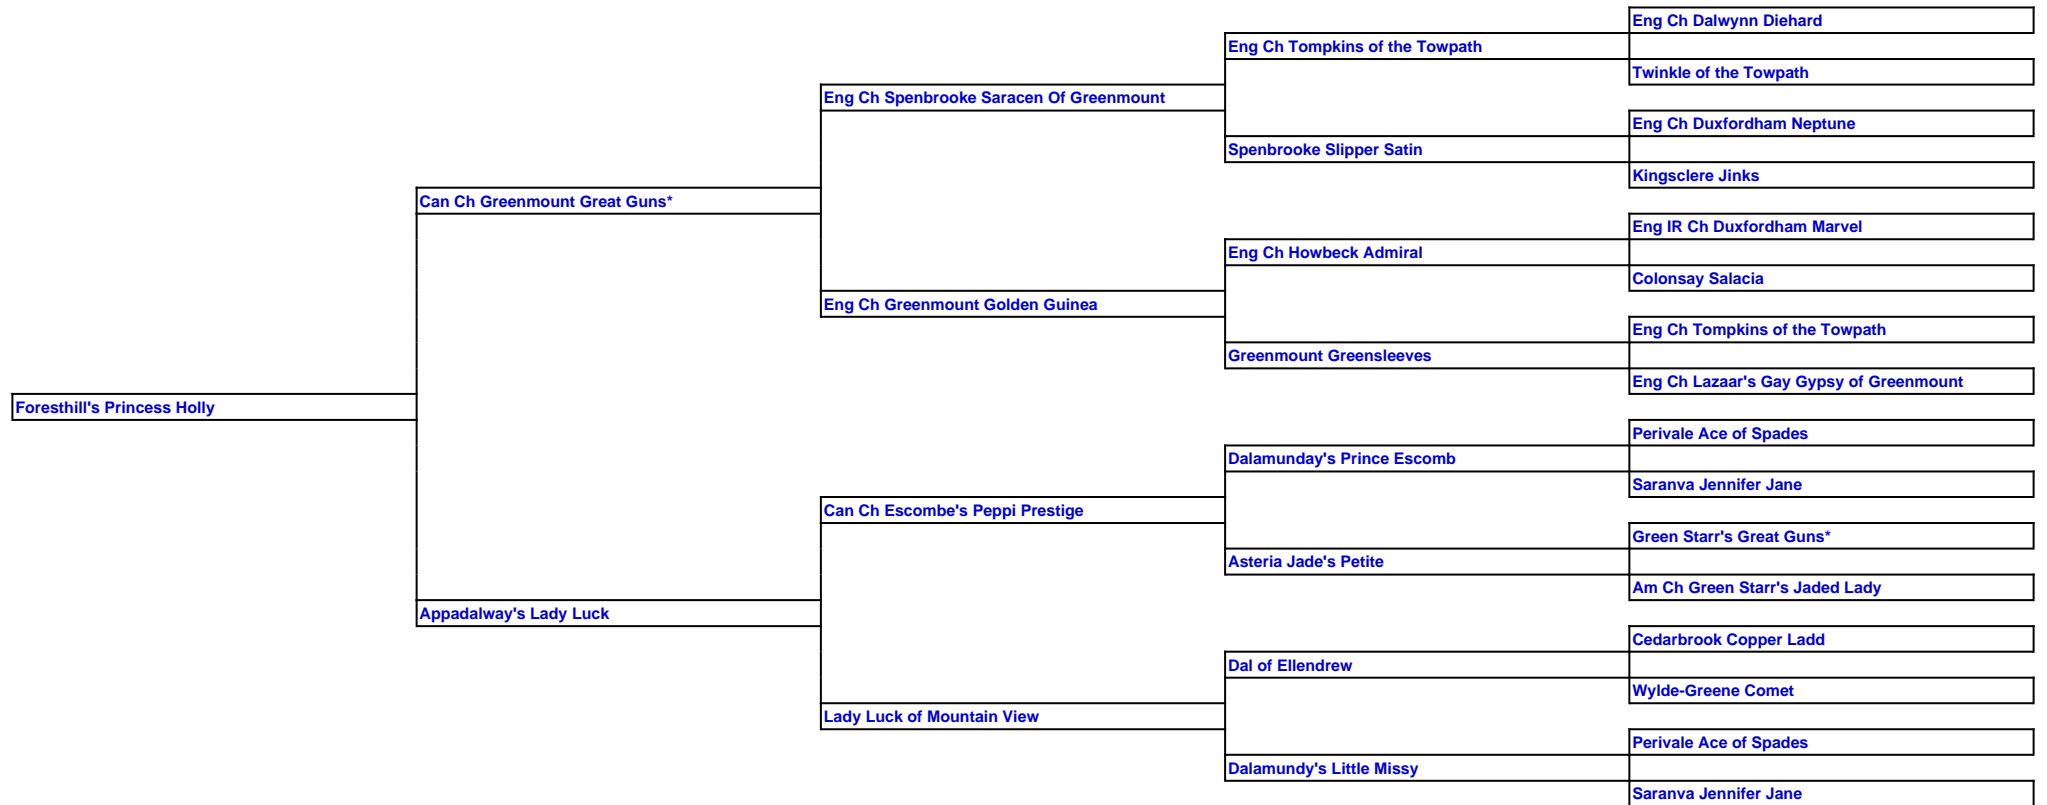 Eng Ch Dalwynn Diehard
Eng Ch Tompkins of the Towpath
Twinkle of the Towpath
Eng Ch Spenbrooke Saracen Of Greenmount
Eng Ch Duxfordham Neptune
Spenbrooke Slipper Satin
Kingsclere Jinks
Can Ch Greenmount Great Guns*
Eng IR Ch Duxfordham Marvel
Eng Ch Howbeck Admiral
Colonsay Salacia
Eng Ch Greenmount Golden Guinea
Eng Ch Tompkins of the Towpath
Greenmount Greensleeves
Eng Ch Lazaar's Gay Gypsy of Greenmount
Foresthill's Princess Holly
Perivale Ace of Spades
Dalamunday's Prince Escomb
Saranva Jennifer Jane
Can Ch Escombe's Peppi Prestige
Green Starr's Great Guns*
Asteria Jade's Petite
Am Ch Green Starr's Jaded Lady
Appadalway's Lady Luck
Cedarbrook Copper Ladd
Dal of Ellendrew
Wylde-Greene Comet
Lady Luck of Mountain View
Perivale Ace of Spades
Dalamundy's Little Missy
Saranva Jennifer Jane